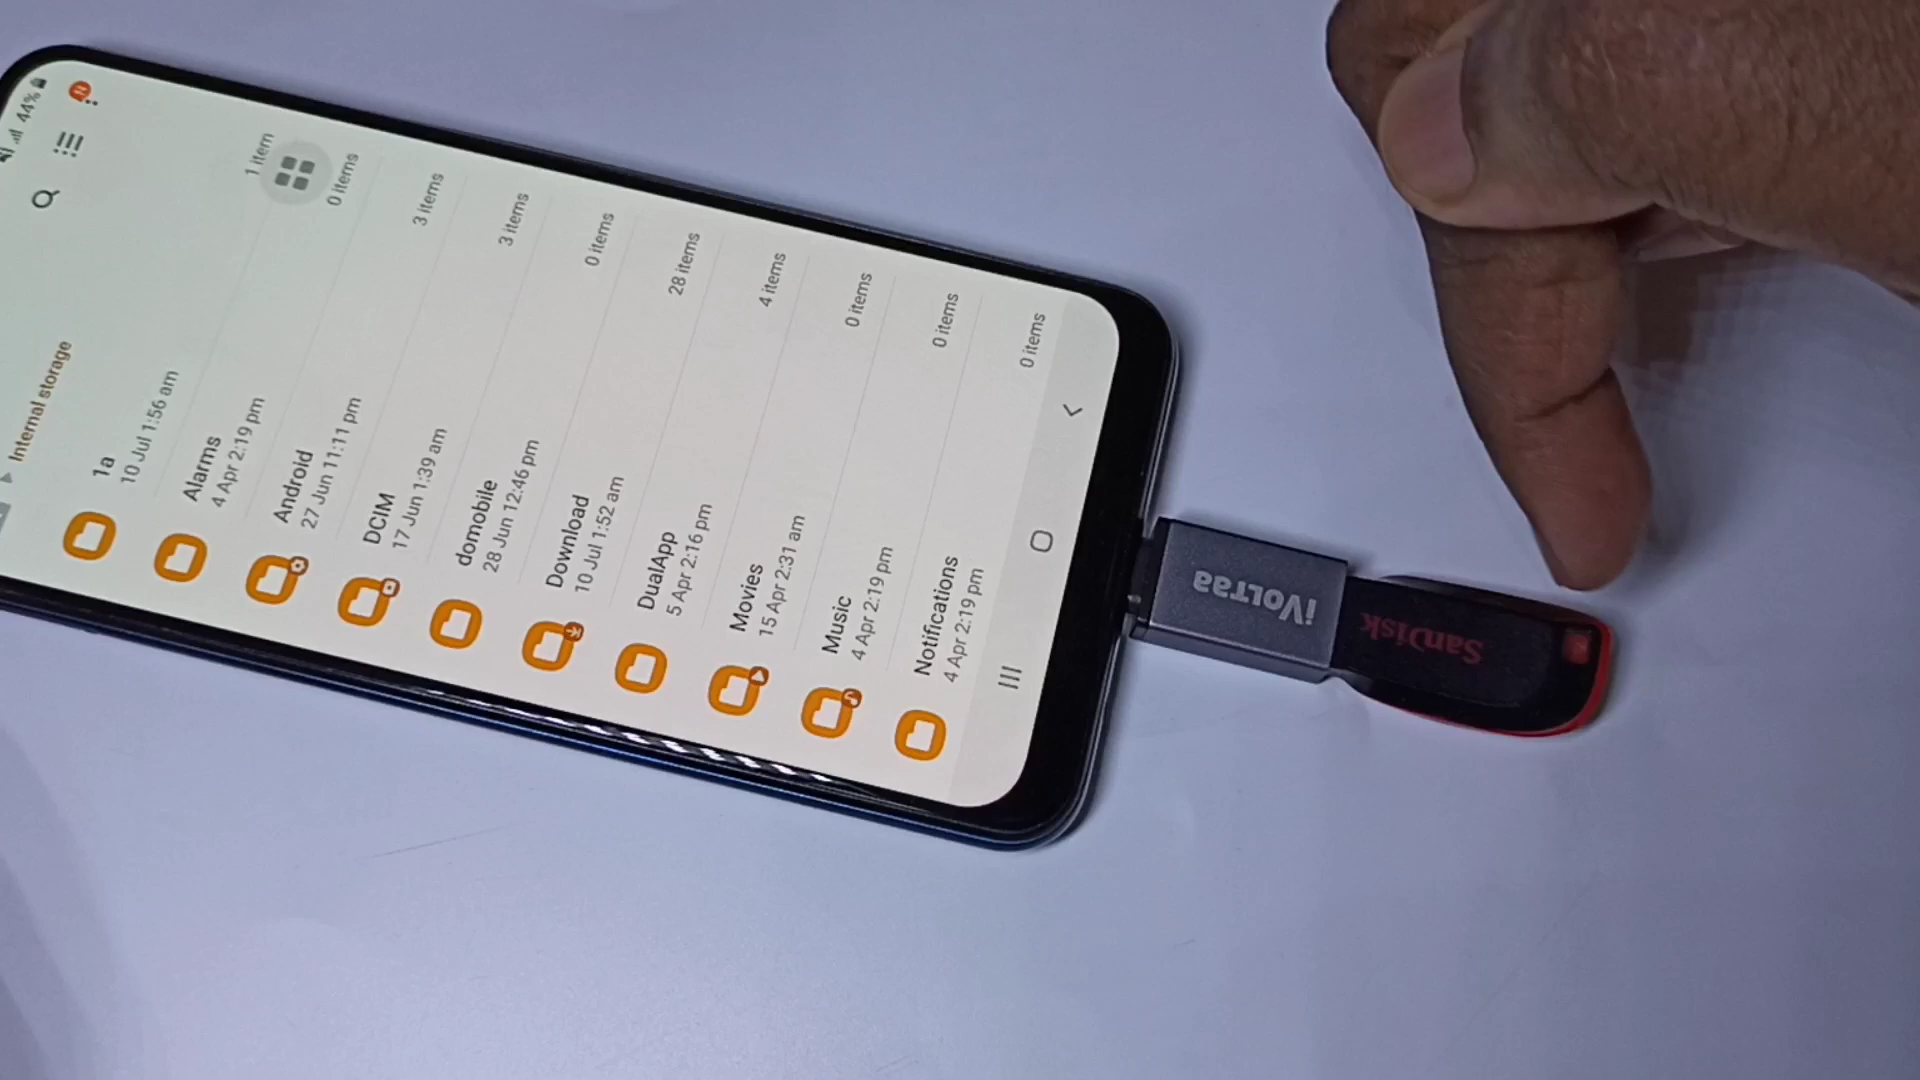 44%
Internal storage
1a
10 Jul 1:56 am 1 item
Alarms
4 Apr 2:19 pm 0 items
Android
27 Jun 11:11 pm 3 items
DCIM
17 Jun 1:39 am 3 items
domobile
28 Jun 12:46 pm 0 items
Download
10 Jul 1:52 am 28 items
DualApp
5 Apr 2:16 pm 4 items
Movies
15 Apr 2:31 am 0 items
Music
4 Apr 2:19 pm 0 items
Notifications
4 Apr 2:19 pm 0 items
iVOLTAA
SanDisk